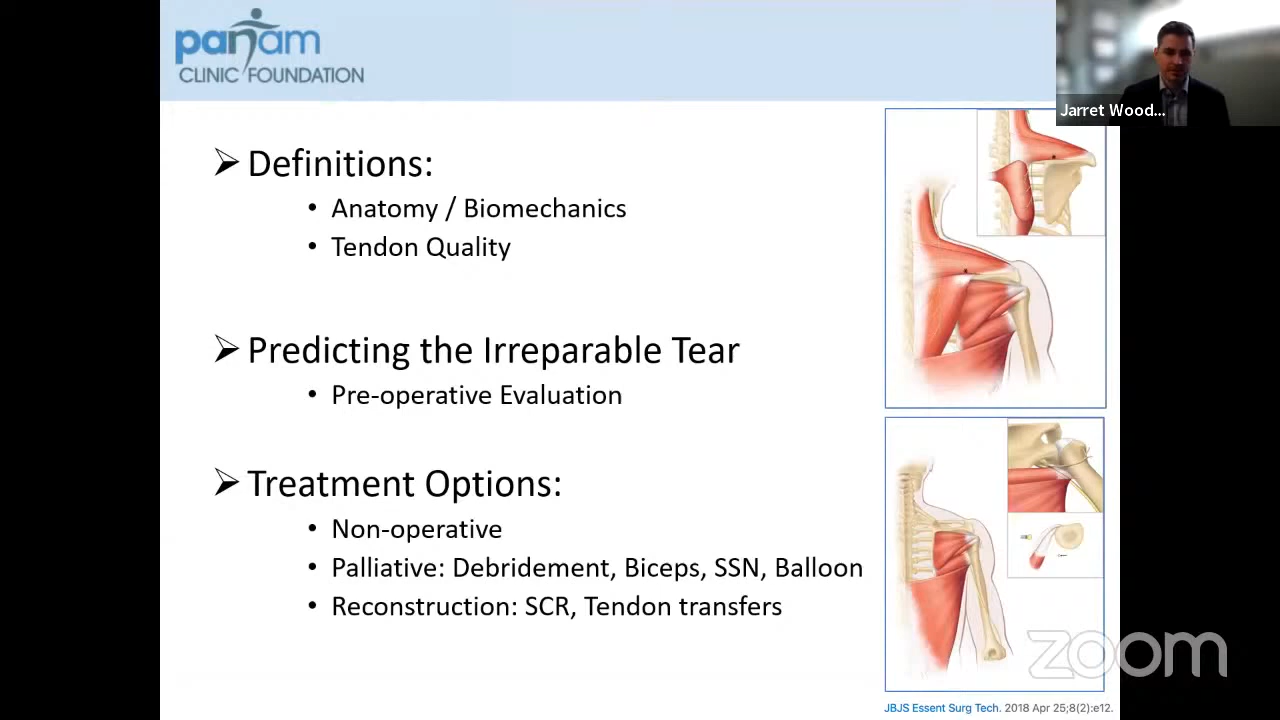 panam
CLINIC FOUNDATION
Jarret Wood...
Definitions:
Anatomy / Biomechanics
Tendon Quality
Predicting the Irreparable Tear
Pre-operative Evaluation
Treatment Options:
Non-operative
Palliative: Debridement, Biceps, SSN, Balloon
Reconstruction: SCR, Tendon transfers
zoom
JBJS Essent Surg Tech. 2018 Apr 25;8(2):e12.